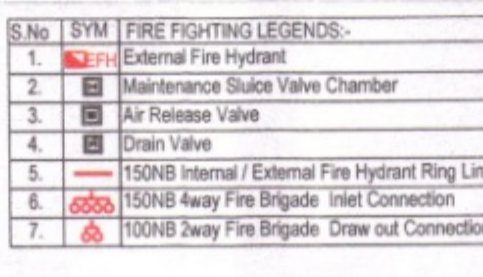 S.No SYM FIRE FIGHTING LEGENDS:-
1. EFH External Fire Hydrant
2. Maintenance Sluice Valve Chamber
3. Air Release Valve
4. Drain Valve
5. 150NB Internal / External Fire Hydrant Ring Lin
6. 150NB 4way Fire Brigade Inlet Connection
7. 100NB 2way Fire Brigade Draw out Connection